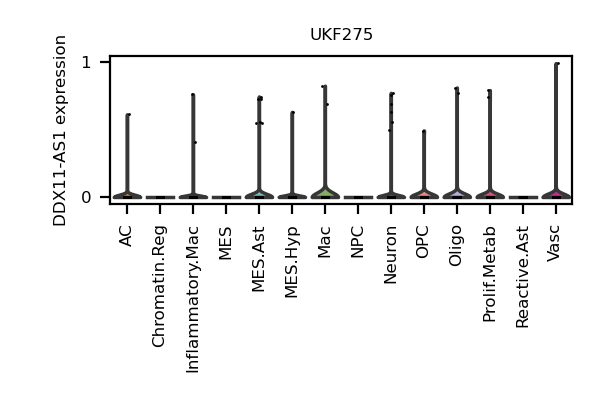 UKF275
DDX11-AS1 expression
1
0
AC
Chromatin.Reg
Inflammatory.Mac
MES
MES.Ast
MES.Hyp
Mac
NPC
Neuron
OPC
Oligo
Prolif.Metab
Reactive.Ast
Vasc